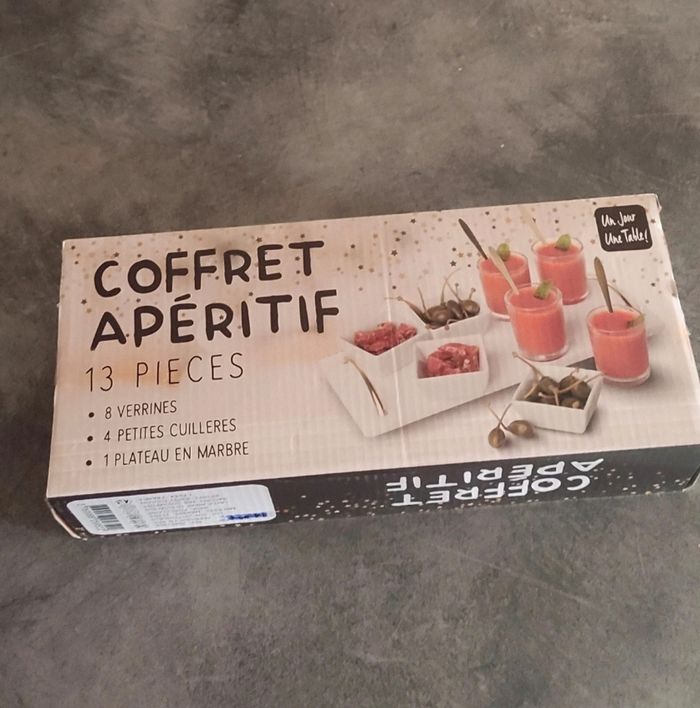 COFFRET
APÉRITIF
13 PIECES
• 8 VERRINES
• 4 PETITES CUILLERES
• 1 PLATEAU EN MARBRE
Un Jour
Une Table!
COFFRET
APÉRITIF